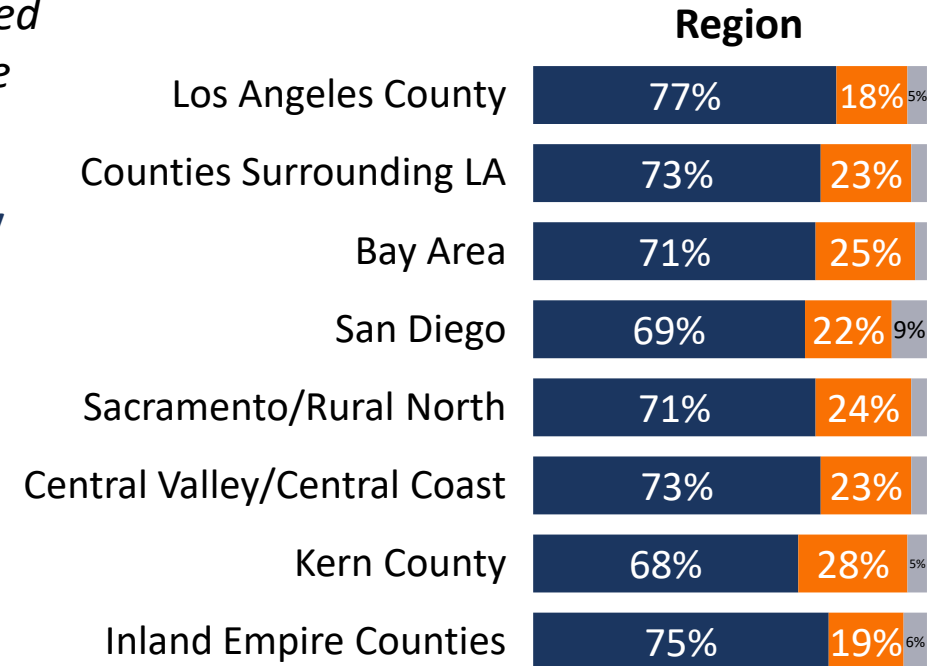 ed
e
Region
Los Angeles County 77% 18% 5%
Counties Surrounding LA 73% 23%
Bay Area 71% 25%
San Diego 69% 22% 9%
Sacramento/Rural North 71% 24%
Central Valley/Central Coast 73% 23%
Kern County 68% 28% 5%
Inland Empire Counties 75% 19% 6%